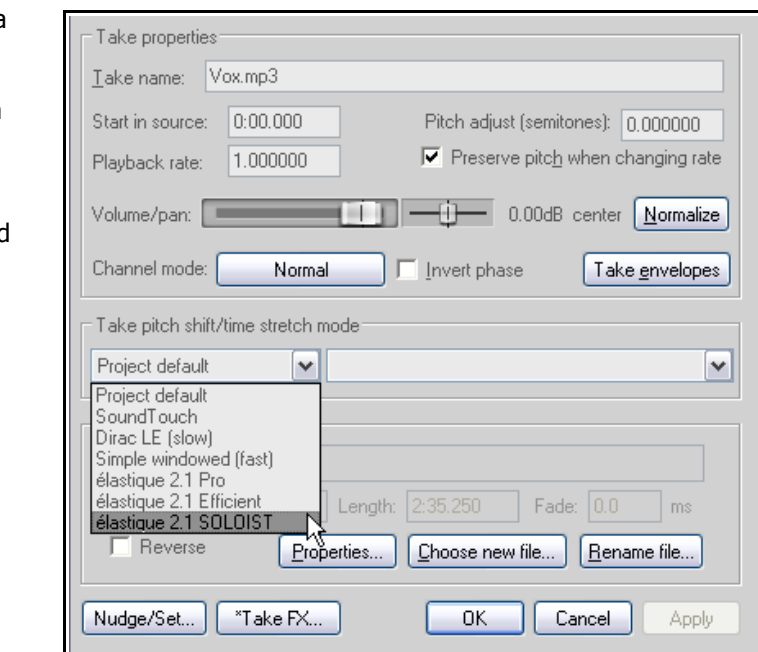 a
Take properties
Take name: Vox.mp3
Start in source: 0:00.000 Pitch adjust (semitones): 0.000000
Playback rate: 1.000000 Preserve pitch when changing rate
Volume/pan: 0.00dB center Normalize
d
Channel mode: Normal Invert phase Take envelopes
Take pitch shift/time stretch mode
Project default
Project default
SoundTouch
Dirac LE (slow)
Simple windowed (fast)
élastique 2.1 Pro
élastique 2.1 Efficient
Length: 2:35.250 Fade: 0.0 ms
élastique 2.1 SOLOIST
Reverse Properties... Choose new file... Rename file...
Nudge/Set... *Take FX... OK Cancel Apply